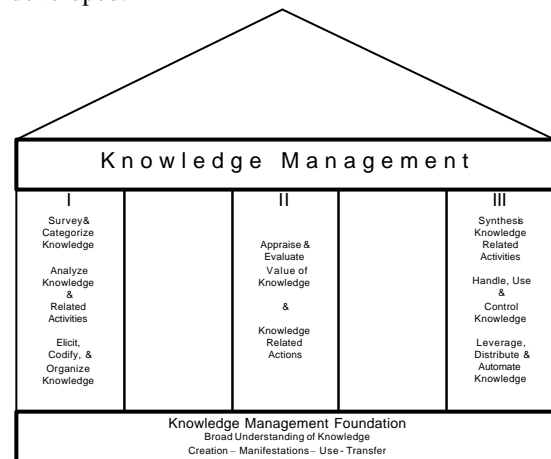 developed.
Knowledge Management
I
Survey&
Categorize
Knowledge
Analyze
Knowledge
&
Related
Activities
Elicit,
Codify, &
Organize
Knowledge
II
Appraise &
Evaluate
Value of
Knowledge
&
Knowledge
Related
Actions
III
Synthesis
Knowledge
Related
Activities
Handle, Use
&
Control
Knowledge
Leverage,
Distribute &
Automate
Knowledge
Knowledge Management Foundation
Broad Understanding of Knowledge
Creation – Manifestations – Use - Transfer